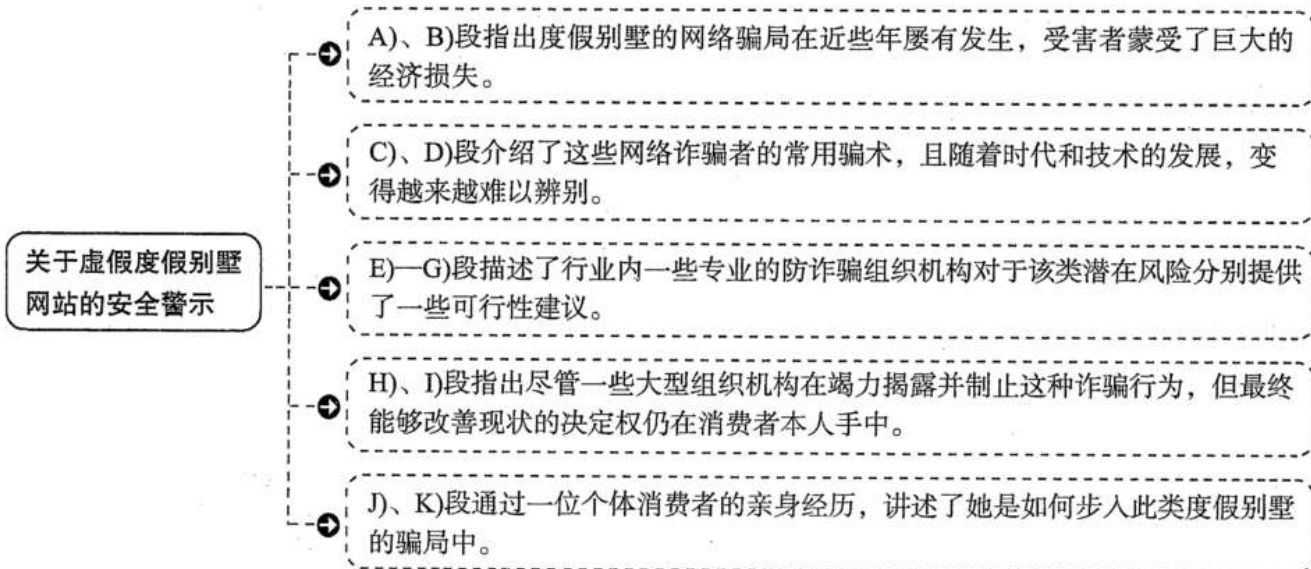 A)、B)段指出度假别墅的网络骗局在近些年屡有发生，受害者蒙受了巨大的
经济损失。
C)、D)段介绍了这些网络诈骗者的常用骗术，且随着时代和技术的发展，变
得越来越难以辨别。
关于虚假度假别墅
网站的安全警示
E)—G)段描述了行业内一些专业的防诈骗组织机构对于该类潜在风险分别提供
了一些可行性建议。
H)、I)段指出尽管一些大型组织机构在竭力揭露并制止这种诈骗行为，但最终
能够改善现状的决定权仍在消费者本人手中。
J)、K)段通过一位个体消费者的亲身经历，讲述了她是如何步入此类度假别墅
的骗局中。